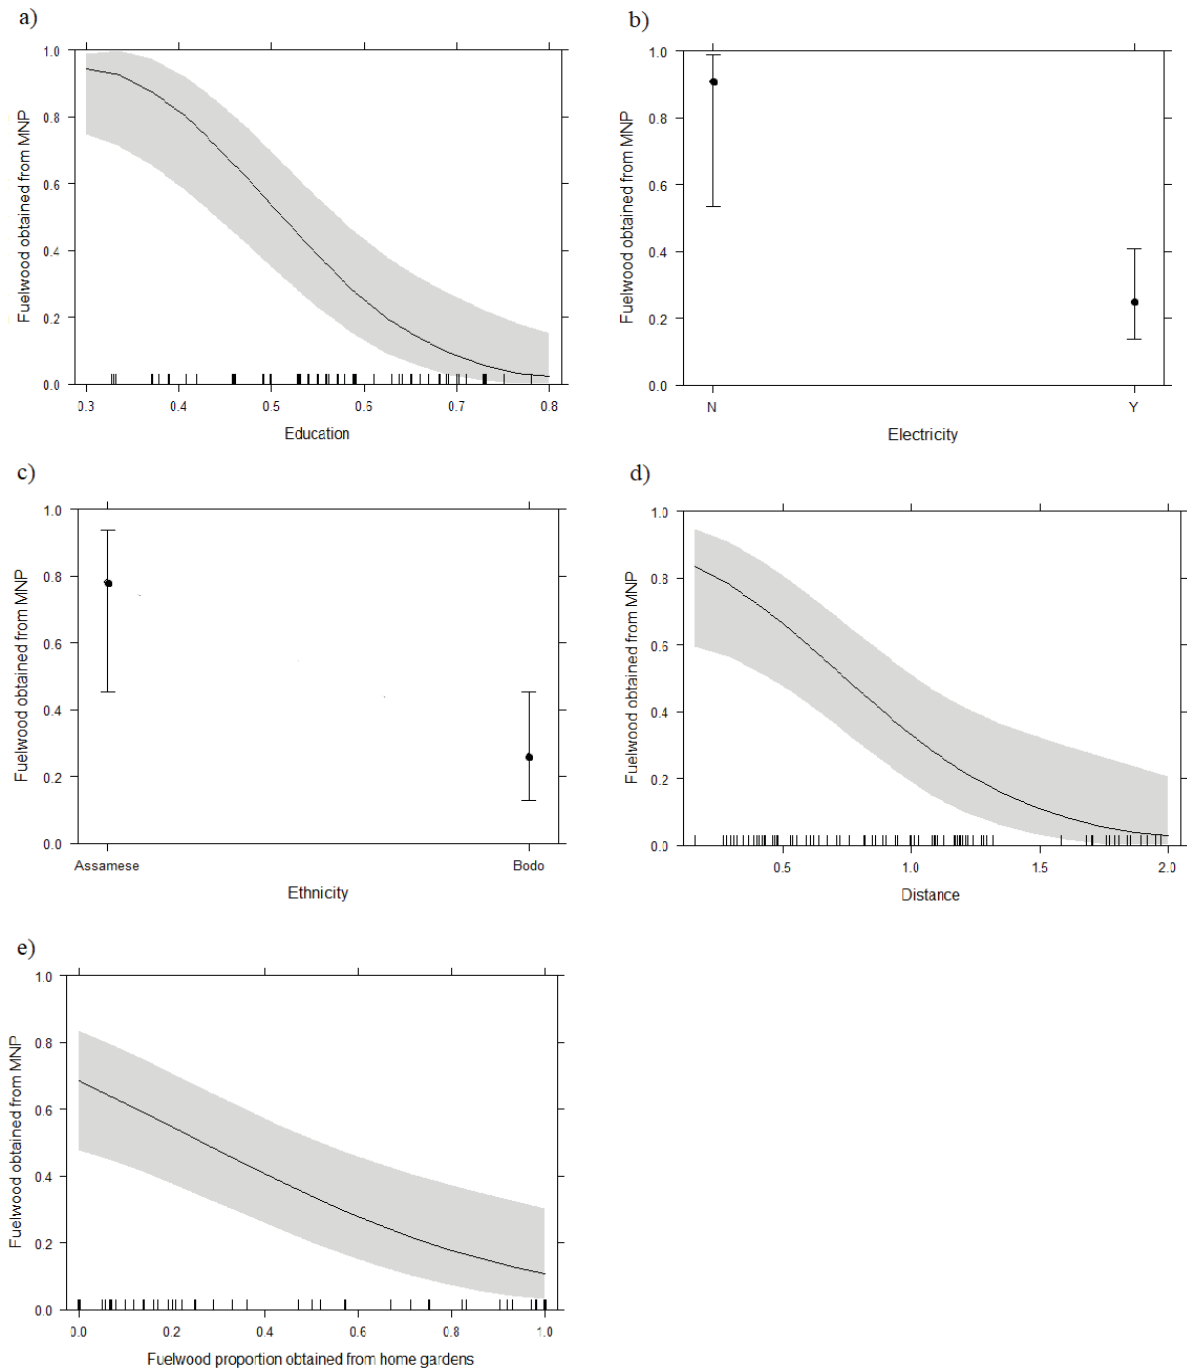 a)
1.0
0.8
0.6
0.4
0.2
0.0
Fuelwood obtained from MNP
0.3 0.4 0.5 0.6 0.7 0.8
Education
b)
1.0
0.8
0.6
0.4
0.2
0.0
Fuelwood obtained from MNP
N Y
Electricity
c)
1.0
0.8
0.6
0.4
0.2
0.0
Fuelwood obtained from MNP
Assamese Bodo
Ethnicity
d)
1.0
0.8
0.6
0.4
0.2
0.0
Fuelwood obtained from MNP
0.5 1.0 1.5 2.0
Distance
e)
1.0
0.8
0.6
0.4
0.2
0.0
Fuelwood obtained from MNP
0.0 0.2 0.4 0.6 0.8 1.0
Fuelwood proportion obtained from home gardens